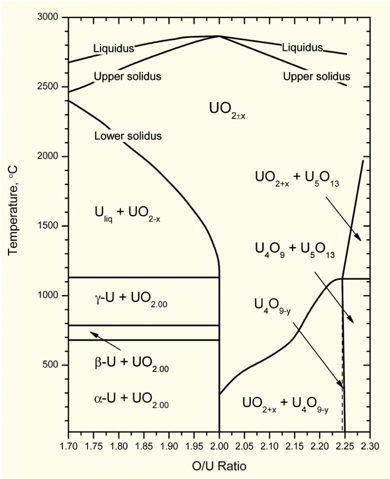 3000
2500
2000
1500
1000
500
Temperature, °C
Liquidus
Liquidus
Upper solidus
Upper solidus
UO₂±ₓ
Lower solidus
UO₂₊ₓ + U₅O₁₃
U_liq + UO₂₋ₓ
U₄O₉ + U₅O₁₃
γ-U + UO₂.₀₀
U₄O₉₋y
β-U + UO₂.₀₀
α-U + UO₂.₀₀
UO₂₊ₓ + U₄O₉₋y
1.70 1.75 1.80 1.85 1.90 1.95 2.00 2.05 2.10 2.15 2.20 2.25 2.30
O/U Ratio